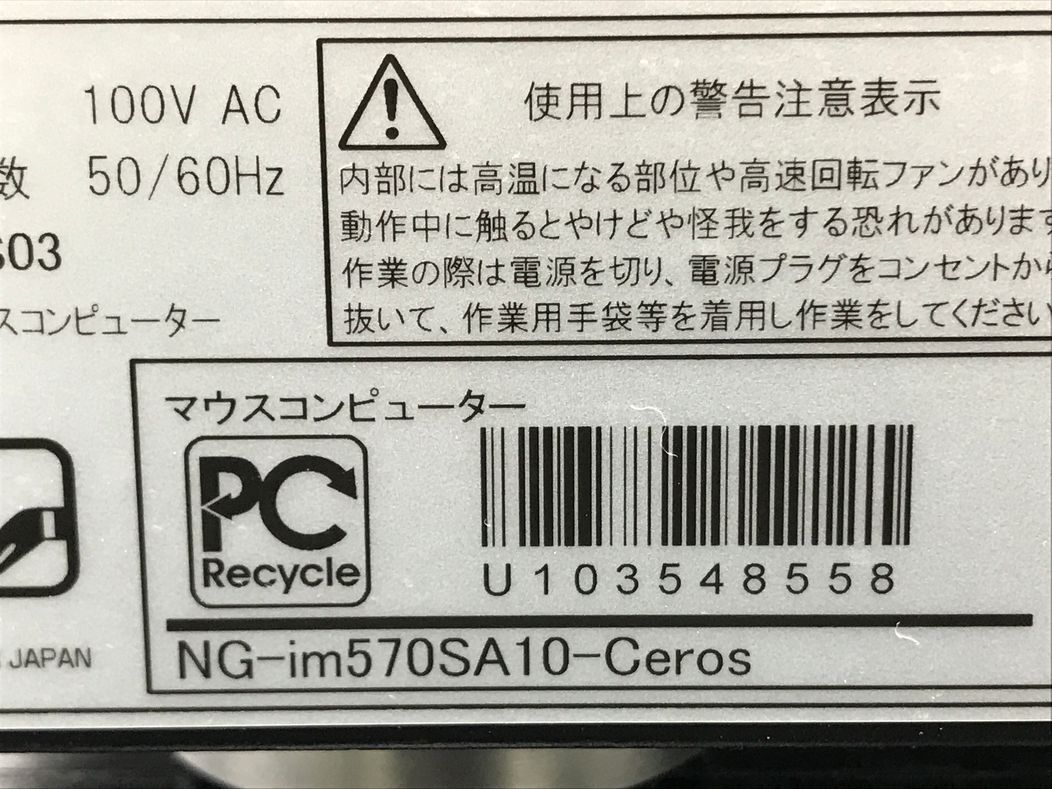 100V AC
数 50/60Hz
S03
スコンピューター
使用上の警告注意表示
内部には高温になる部位や高速回転ファンがあり
動作中に触るとやけどや怪我をする恐れがあります
作業の際は電源を切り、電源プラグをコンセントから
抜いて、作業用手袋等を着用し作業をしてください
マウスコンピューター
PC
Recycle
U103548558
JAPAN
NG-im570SA10-Ceros